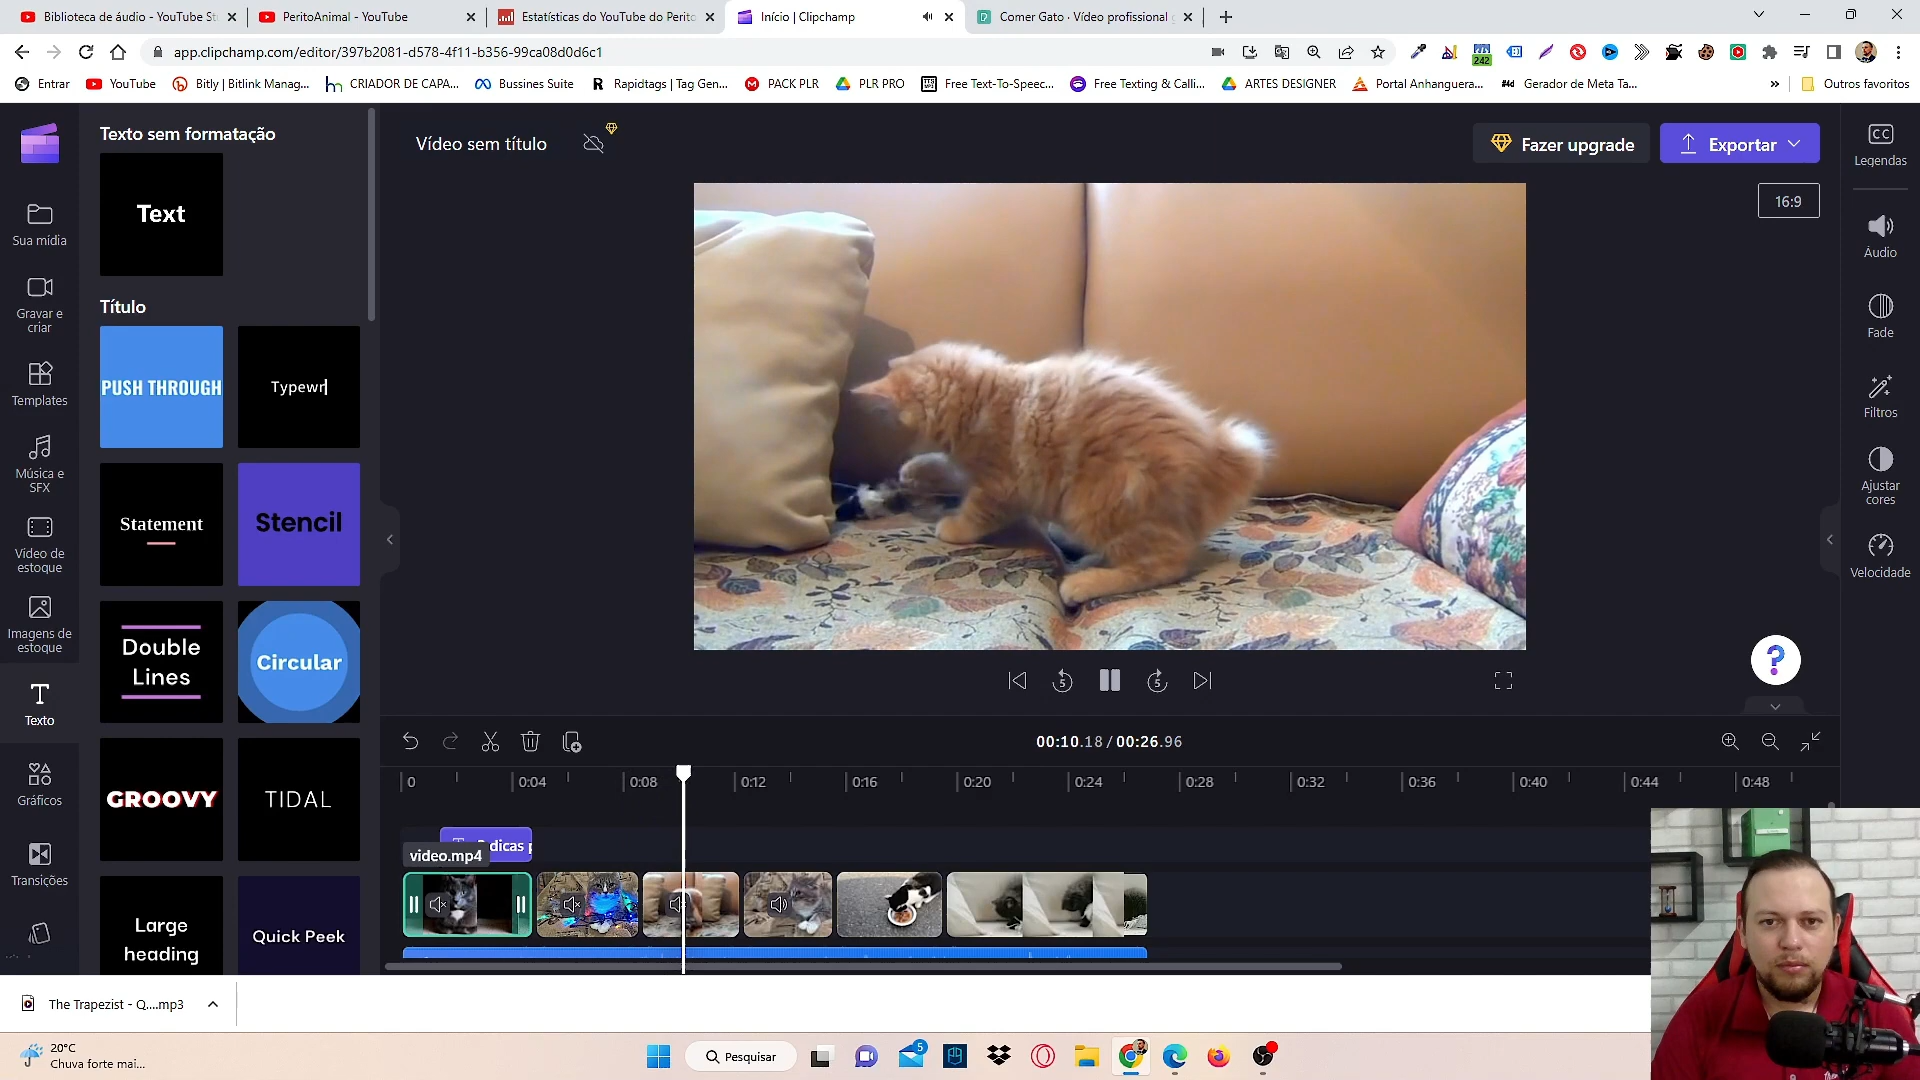 Biblioteca de áudio - YouTube St
PeritoAnimal - YouTube
Estatísticas do YouTube do Perito
Início | Clipchamp
Comer Gato · Vídeo profissional
app.clipchamp.com/editor/397b2081-d578-4f11-b356-99ca08d0d6c1
242
Entrar
YouTube
Bitly | Bitlink Manag...
CRIADOR DE CAPA...
Bussines Suite
Rapidtags | Tag Gen...
PACK PLR
PLR PRO
Free Text-To-Speec...
Free Texting & Calli...
ARTES DESIGNER
Portal Anhanguera...
Gerador de Meta Ta...
»
Outros favoritos
Texto sem formatação
Text
Título
PUSH THROUGH
Typewr
Statement
Stencil
Double
Lines
Circular
GROOVY
TIDAL
Large
heading
Quick Peek
Sua mídia
Gravar e
criar
Templates
Música e
SFX
Vídeo de
estoque
Imagens de
estoque
T
Texto
Gráficos
Transições
Vídeo sem título
Fazer upgrade
Exportar
16:9
CC
Legendas
Áudio
Fade
Filtros
Ajustar
cores
Velocidade
5
5
?
00:10.18 / 00:26.96
0
0:04
0:08
0:12
0:16
0:20
0:24
0:28
0:32
0:36
0:40
0:44
0:48
dicas p
video.mp4
The Trapezist - Q....mp3
20°C
Chuva forte mai...
Pesquisar
5